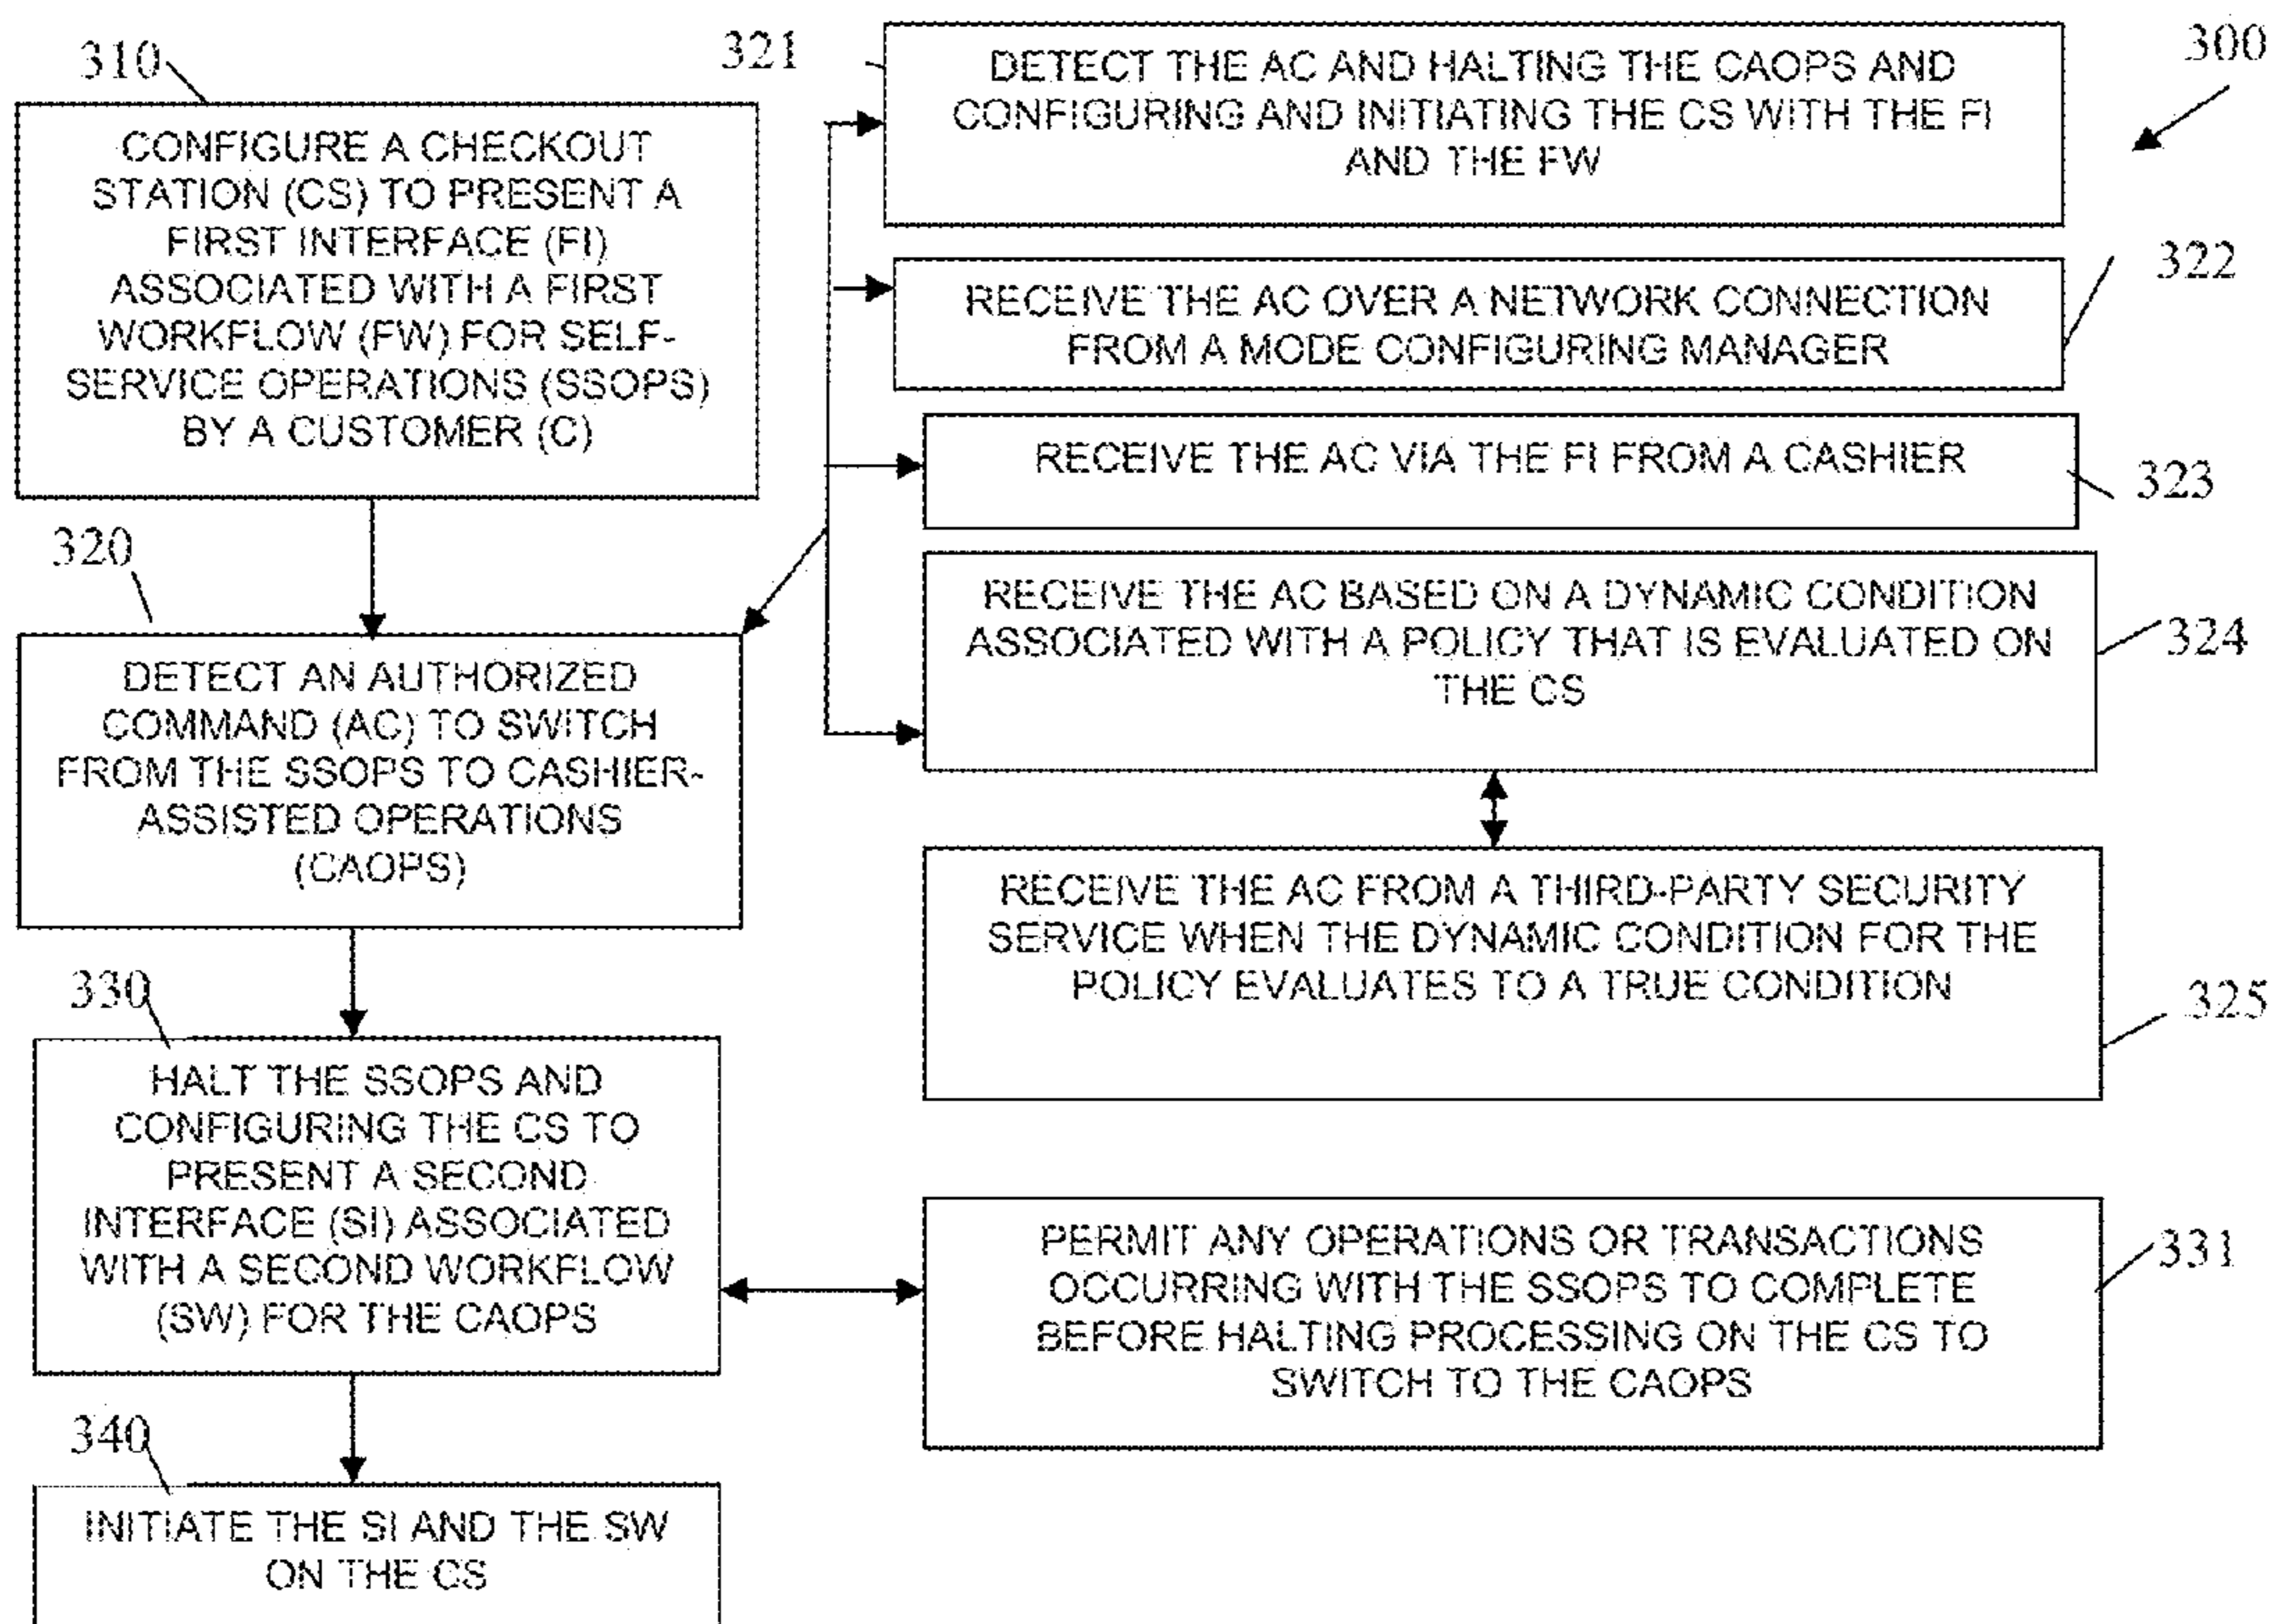 310
CONFIGURE A CHECKOUT
STATION (CS) TO PRESENT A
FIRST INTERFACE (FI)
ASSOCIATED WITH A FIRST
WORKFLOW (FW) FOR SELF-
SERVICE OPERATIONS (SSOPS)
BY A CUSTOMER (C)
320
DETECT AN AUTHORIZED
COMMAND (AC) TO SWITCH
FROM THE SSOPS TO CASHIER-
ASSISTED OPERATIONS
(CAOPS)
330
HALT THE SSOPS AND
CONFIGURING THE CS TO
PRESENT A SECOND
INTERFACE (SI) ASSOCIATED
WITH A SECOND WORKFLOW
(SW) FOR THE CAOPS
340
INITIATE THE SI AND THE SW
ON THE CS
300
321
DETECT THE AC AND HALTING THE CAOPS AND
CONFIGURING AND INITIATING THE CS WITH THE FI
AND THE FW
322
RECEIVE THE AC OVER A NETWORK CONNECTION
FROM A MODE CONFIGURING MANAGER
RECEIVE THE AC VIA THE FI FROM A CASHIER
323
RECEIVE THE AC BASED ON A DYNAMIC CONDITION
ASSOCIATED WITH A POLICY THAT IS EVALUATED ON
THE CS
324
RECEIVE THE AC FROM A THIRD-PARTY SECURITY
SERVICE WHEN THE DYNAMIC CONDITION FOR THE
POLICY EVALUATES TO A TRUE CONDITION
325
PERMIT ANY OPERATIONS OR TRANSACTIONS
OCCURRING WITH THE SSOPS TO COMPLETE
BEFORE HALTING PROCESSING ON THE CS TO
SWITCH TO THE CAOPS
331